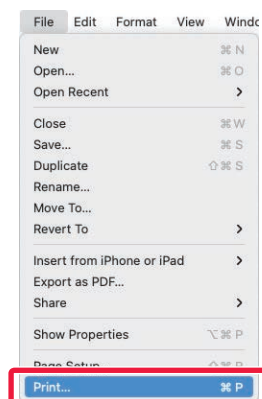 File Edit Format View Windo
New ⌘ N
Open... ⌘ O
Open Recent >
Close ⌘ W
Save... ⌘ S
Duplicate ⇧ ⌘ S
Rename...
Move To...
Revert To >
Insert from iPhone or iPad >
Export as PDF...
Share >
Show Properties ⌥ ⌘ P
Page Setup ⇧ ⌘ P
Print... ⌘ P